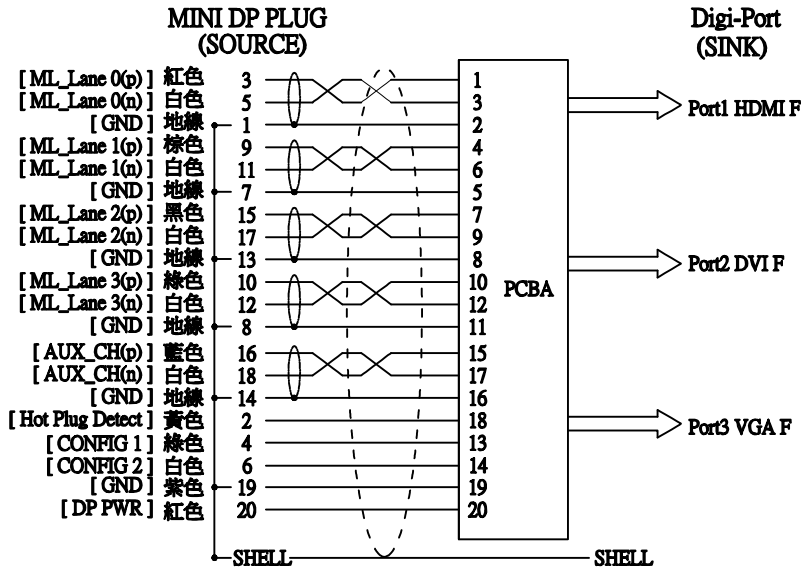 MINI DP PLUG
(SOURCE)
Digi-Port
(SINK)
[ ML_Lane 0(p) ] 紅色 3 1
[ ML_Lane 0(n) ] 白色 5 3
[ GND ] 地線 1 2
[ ML_Lane 1(p) ] 棕色 9 4
[ ML_Lane 1(n) ] 白色 11 6
[ GND ] 地線 7 5
[ ML_Lane 2(p) ] 黑色 15 7
[ ML_Lane 2(n) ] 白色 17 9
[ GND ] 地線 13 8
[ ML_Lane 3(p) ] 綠色 10 10
[ ML_Lane 3(n) ] 白色 12 12
[ GND ] 地線 8 11
[ AUX_CH(p) ] 藍色 16 15
[ AUX_CH(n) ] 白色 18 17
[ GND ] 地線 14 16
[ Hot Plug Detect ] 黃色 2 18
[ CONFIG 1 ] 綠色 4 13
[ CONFIG 2 ] 白色 6 14
[ GND ] 紫色 19 19
[ DP PWR ] 紅色 20 20
SHELL SHELL
PCBA
Port1 HDMI F
Port2 DVI F
Port3 VGA F